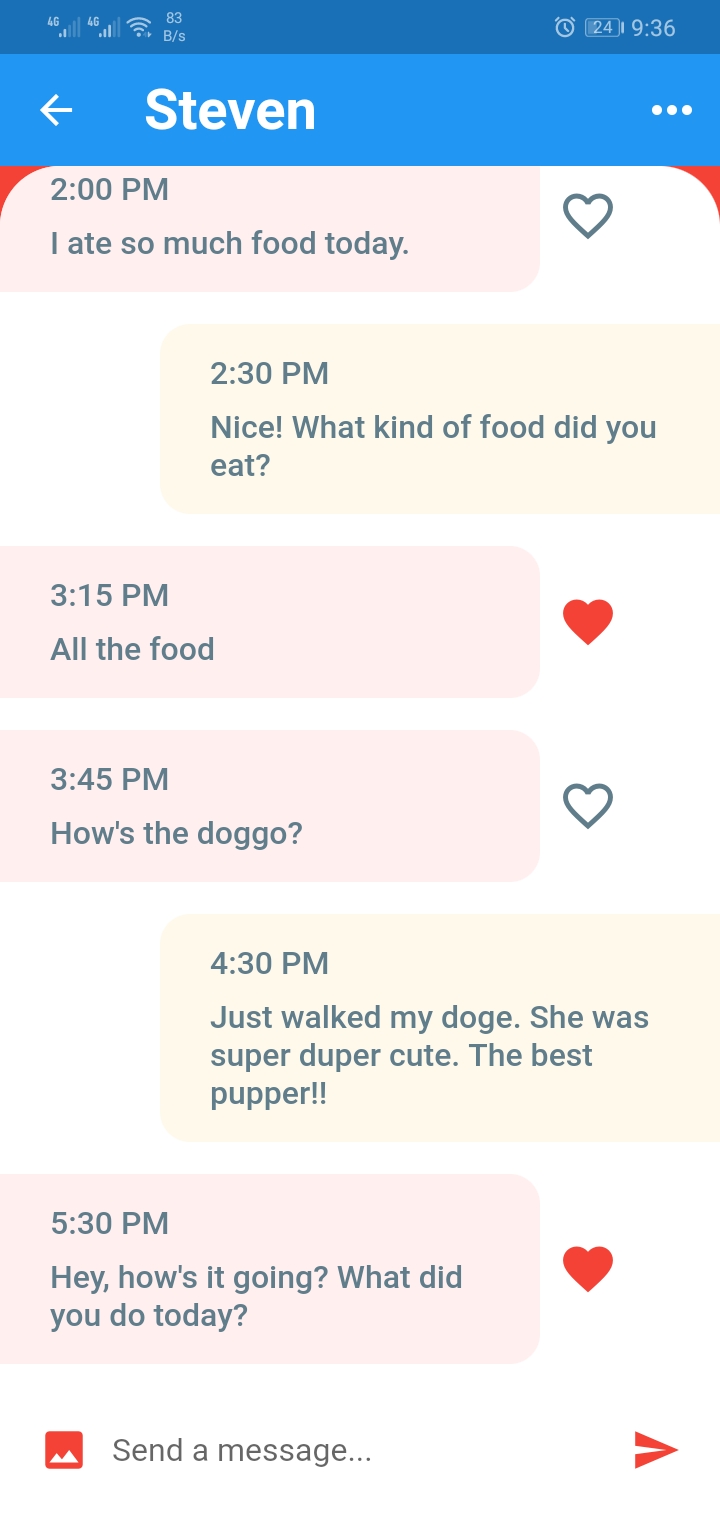 4G 4G 83 B/s 24 9:36
Steven
2:00 PM
I ate so much food today.
2:30 PM
Nice! What kind of food did you
eat?
3:15 PM
All the food
3:45 PM
How's the doggo?
4:30 PM
Just walked my doge. She was
super duper cute. The best
pupper!!
5:30 PM
Hey, how's it going? What did
you do today?
Send a message...